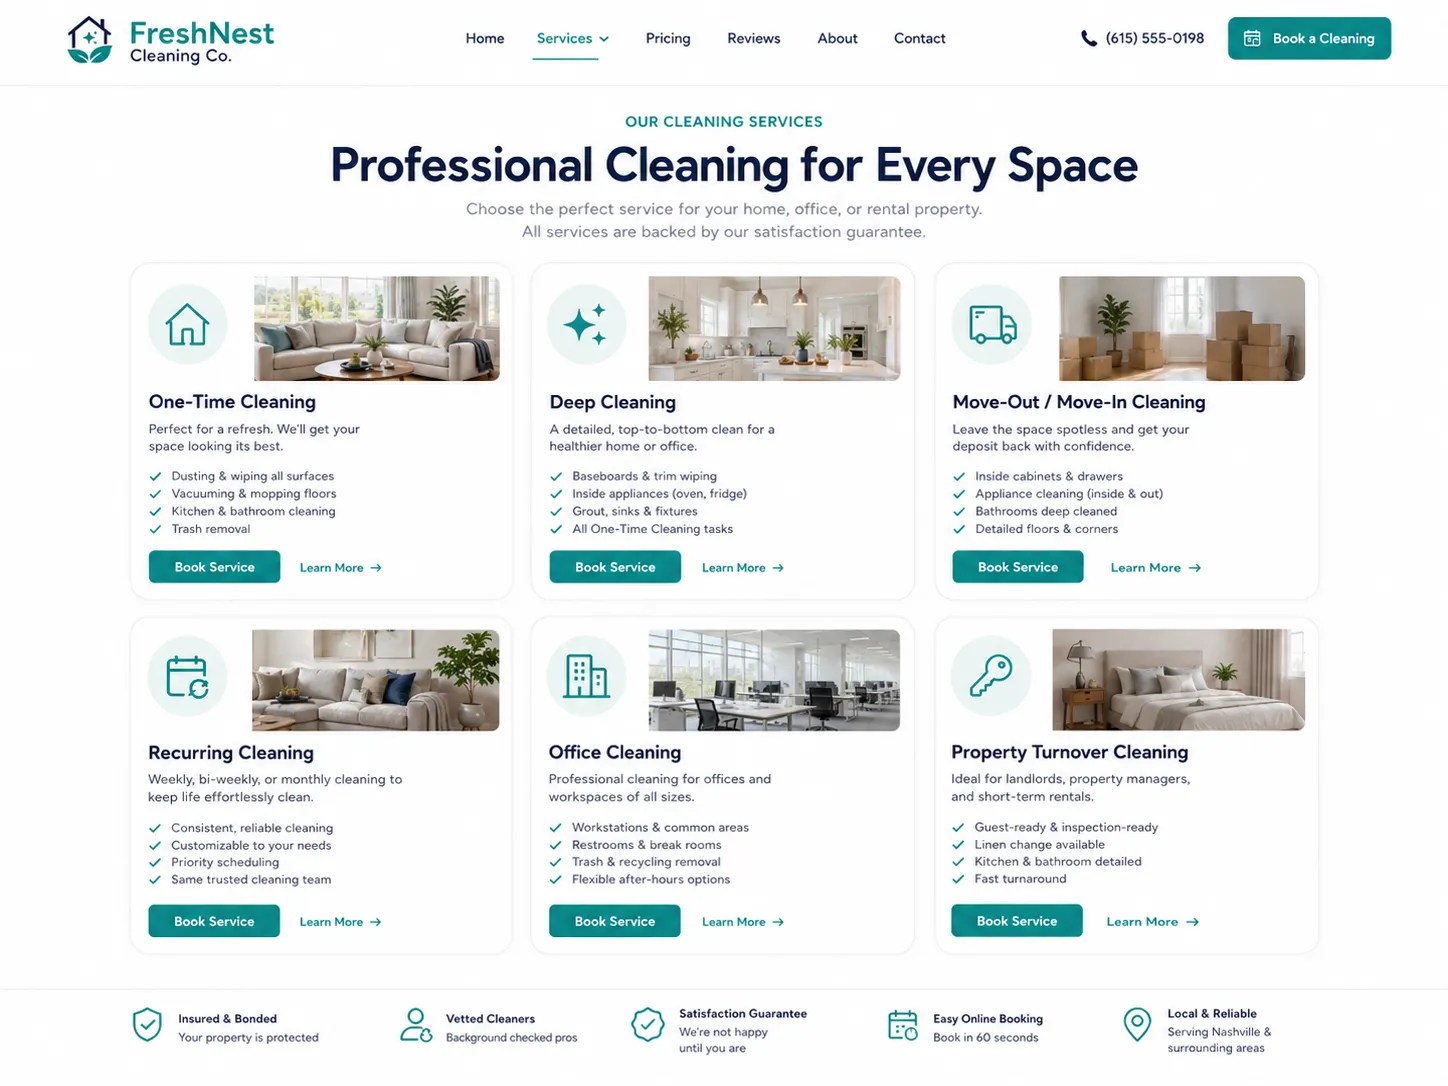 FreshNest
Cleaning Co.
Home
Services
Pricing
Reviews
About
Contact
(615) 555-0198
Book a Cleaning
OUR CLEANING SERVICES
Professional Cleaning for Every Space
Choose the perfect service for your home, office, or rental property.
All services are backed by our satisfaction guarantee.
One-Time Cleaning
Perfect for a refresh. We'll get your
space looking its best.
Dusting & wiping all surfaces
Vacuuming & mopping floors
Kitchen & bathroom cleaning
Trash removal
Book Service
Learn More →
Deep Cleaning
A detailed, top-to-bottom clean for a
healthier home or office.
Baseboards & trim wiping
Inside appliances (oven, fridge)
Grout, sinks & fixtures
All One-Time Cleaning tasks
Book Service
Learn More →
Move-Out / Move-In Cleaning
Leave the space spotless and get your
deposit back with confidence.
Inside cabinets & drawers
Appliance cleaning (inside & out)
Bathrooms deep cleaned
Detailed floors & corners
Book Service
Learn More →
Recurring Cleaning
Weekly, bi-weekly, or monthly cleaning to
keep life effortlessly clean.
Consistent, reliable cleaning
Customizable to your needs
Priority scheduling
Same trusted cleaning team
Book Service
Learn More →
Office Cleaning
Professional cleaning for offices and
workspaces of all sizes.
Workstations & common areas
Restrooms & break rooms
Trash & recycling removal
Flexible after-hours options
Book Service
Learn More →
Property Turnover Cleaning
Ideal for landlords, property managers,
and short-term rentals.
Guest-ready & inspection-ready
Linen change available
Kitchen & bathroom detailed
Fast turnaround
Book Service
Learn More →
Insured & Bonded
Your property is protected
Vetted Cleaners
Background checked pros
Satisfaction Guarantee
We're not happy
until you are
Easy Online Booking
Book in 60 seconds
Local & Reliable
Serving Nashville &
surrounding areas